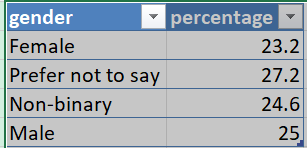 gender percentage
Female 23.2
Prefer not to say 27.2
Non-binary 24.6
Male 25